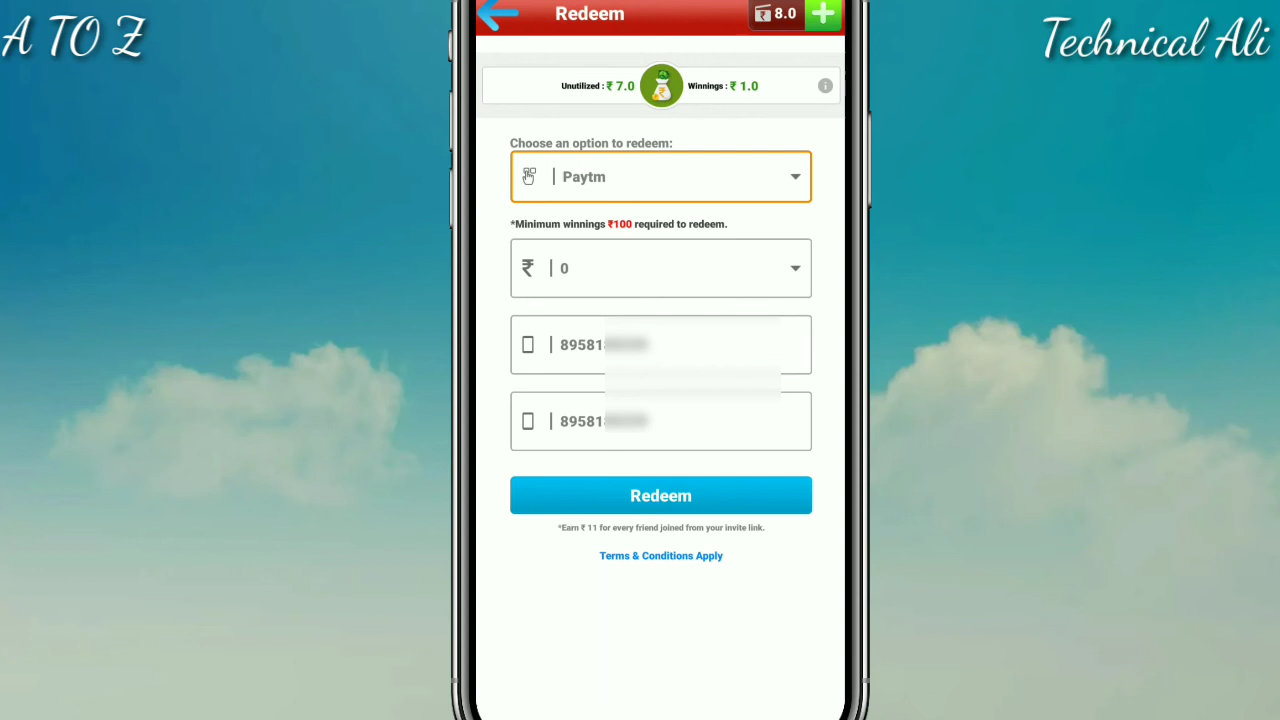 A TO Z
Technical Ali
Redeem
₹ 8.0 +
Unutilized : ₹ 7.0 Winnings : ₹ 1.0
Choose an option to redeem:
| Paytm
*Minimum winnings ₹100 required to redeem.
₹ | 0
| 89581
| 89581
Redeem
*Earn ₹ 11 for every friend joined from your invite link.
Terms & Conditions Apply